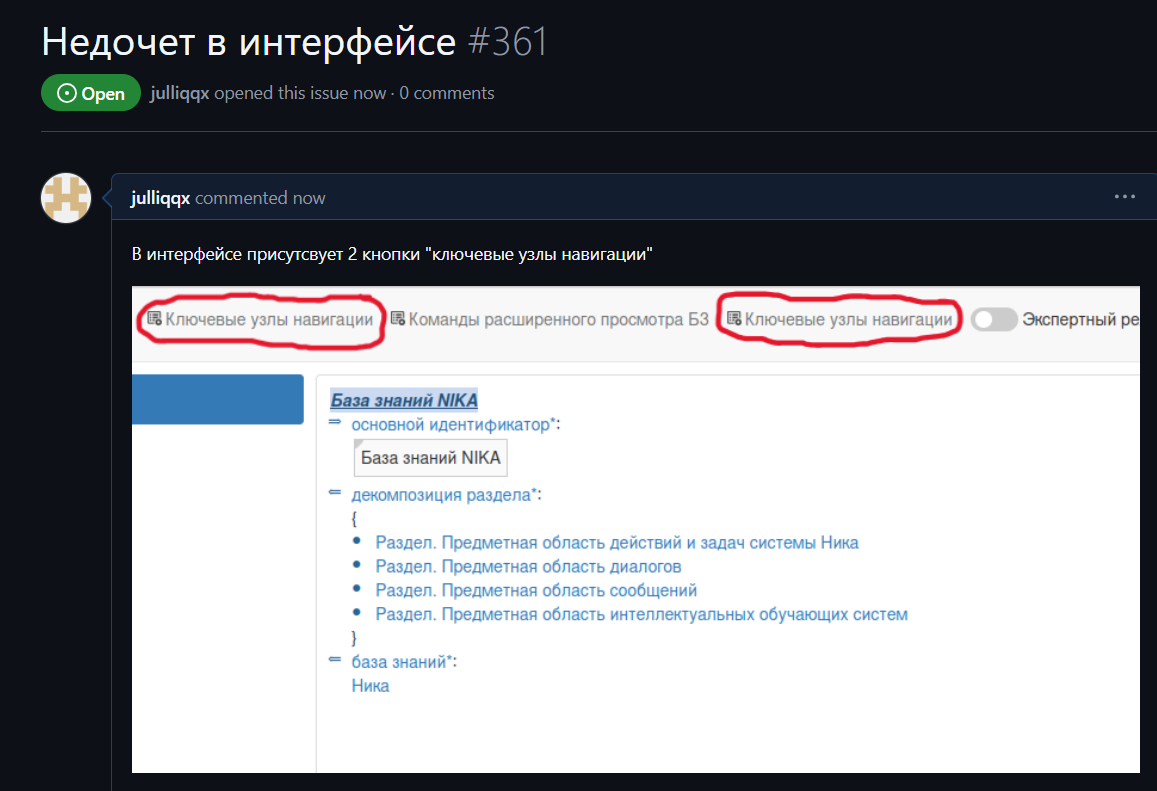 Недочет в интерфейсе #361
Open julliqqx opened this issue now · 0 comments
julliqqx commented now
В интерфейсе присутсвует 2 кнопки "ключевые узлы навигации"
Ключевые узлы навигации Команды расширенного просмотра БЗ Ключевые узлы навигации Экспертный ре
База знаний NIKA
⇒ основной идентификатор*:
База знаний NIKA
⇐ декомпозиция раздела*:
{
• Раздел. Предметная область действий и задач системы Ника
• Раздел. Предметная область диалогов
• Раздел. Предметная область сообщений
• Раздел. Предметная область интеллектуальных обучающих систем
}
⇐ база знаний*:
Ника